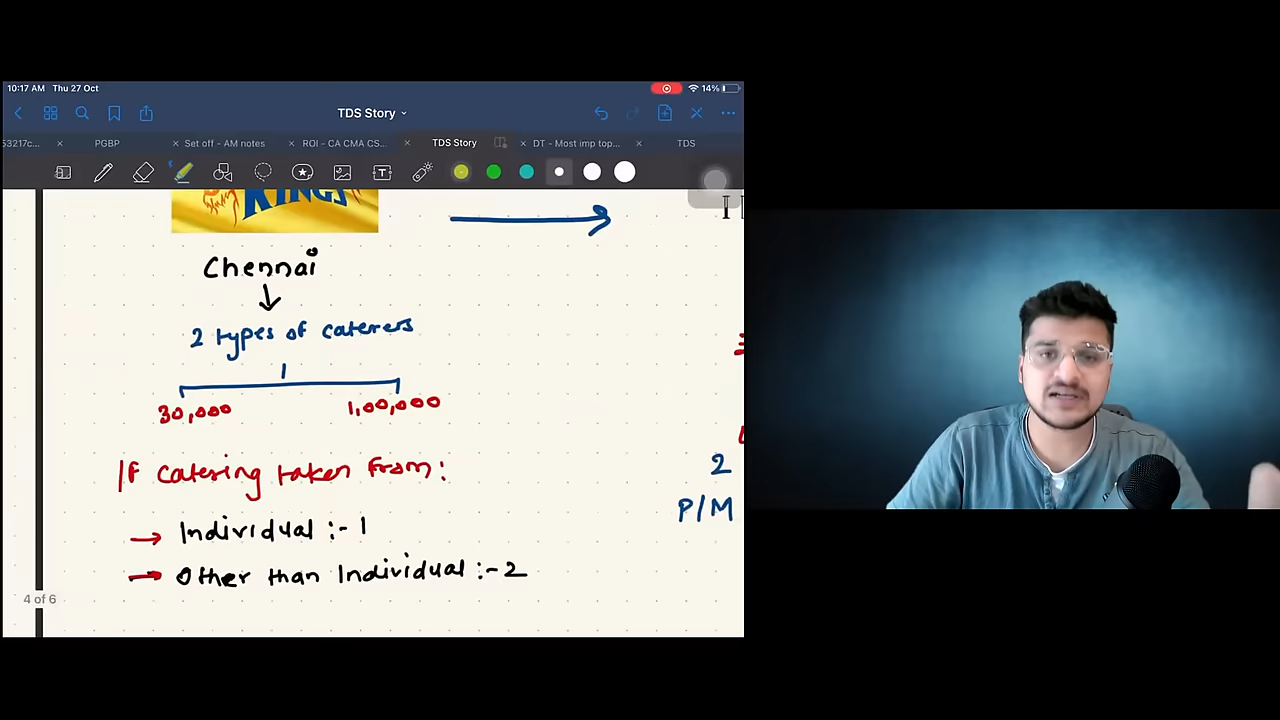 10:17 AM Thu 27 Oct
14%
TDS Story
53217c...
PGBP
Set off - AM notes
ROI - CA CMA CS...
TDS Story
DT - Most imp top...
TDS
KINGS
Chennai
2 types of caterers
30,000 1,00,000
If catering taken from:
2
P/M
→ Individual :- 1
→ Other than Individual :- 2
4 of 6